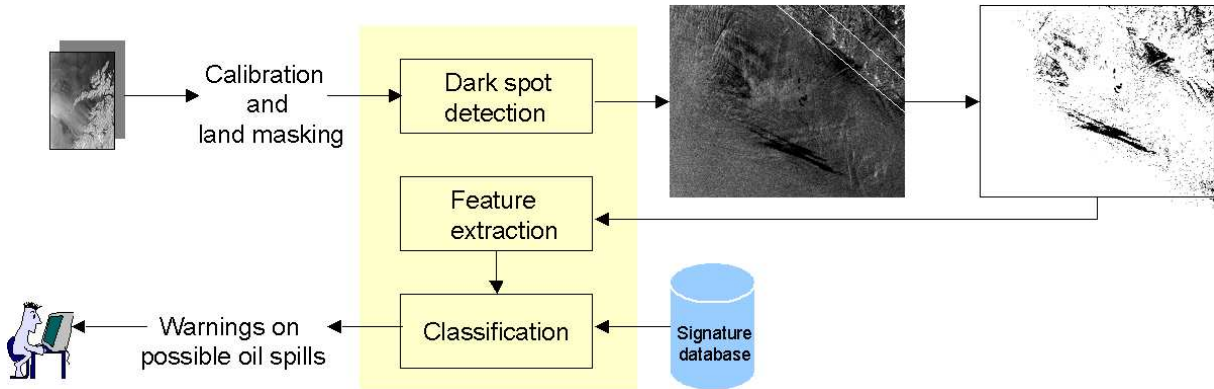 Calibration
and
land masking
Dark spot
detection
Feature
extraction
Classification
Signature
database
Warnings on
possible oil spills